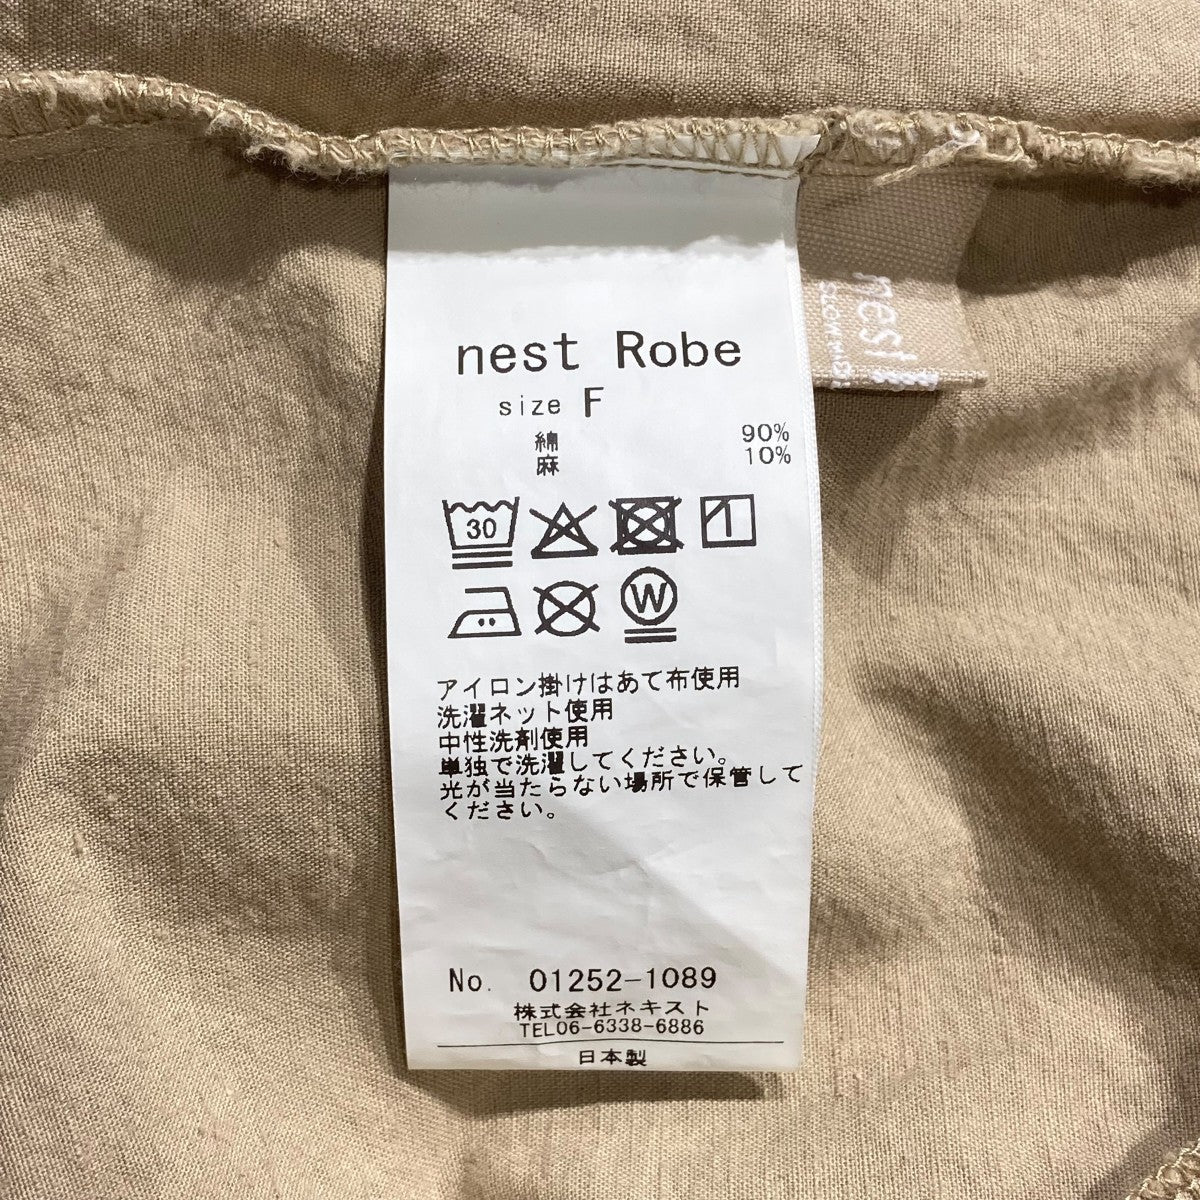 nest Robe
size F
綿 90%
麻 10%
30
W
アイロン掛けはあて布使用
洗濯ネット使用
中性洗剤使用
単独で洗濯してください。
光が当たらない場所で保管して
ください。
No. 01252-1089
株式会社ネキスト
TEL06-6338-6886
日本製
nest